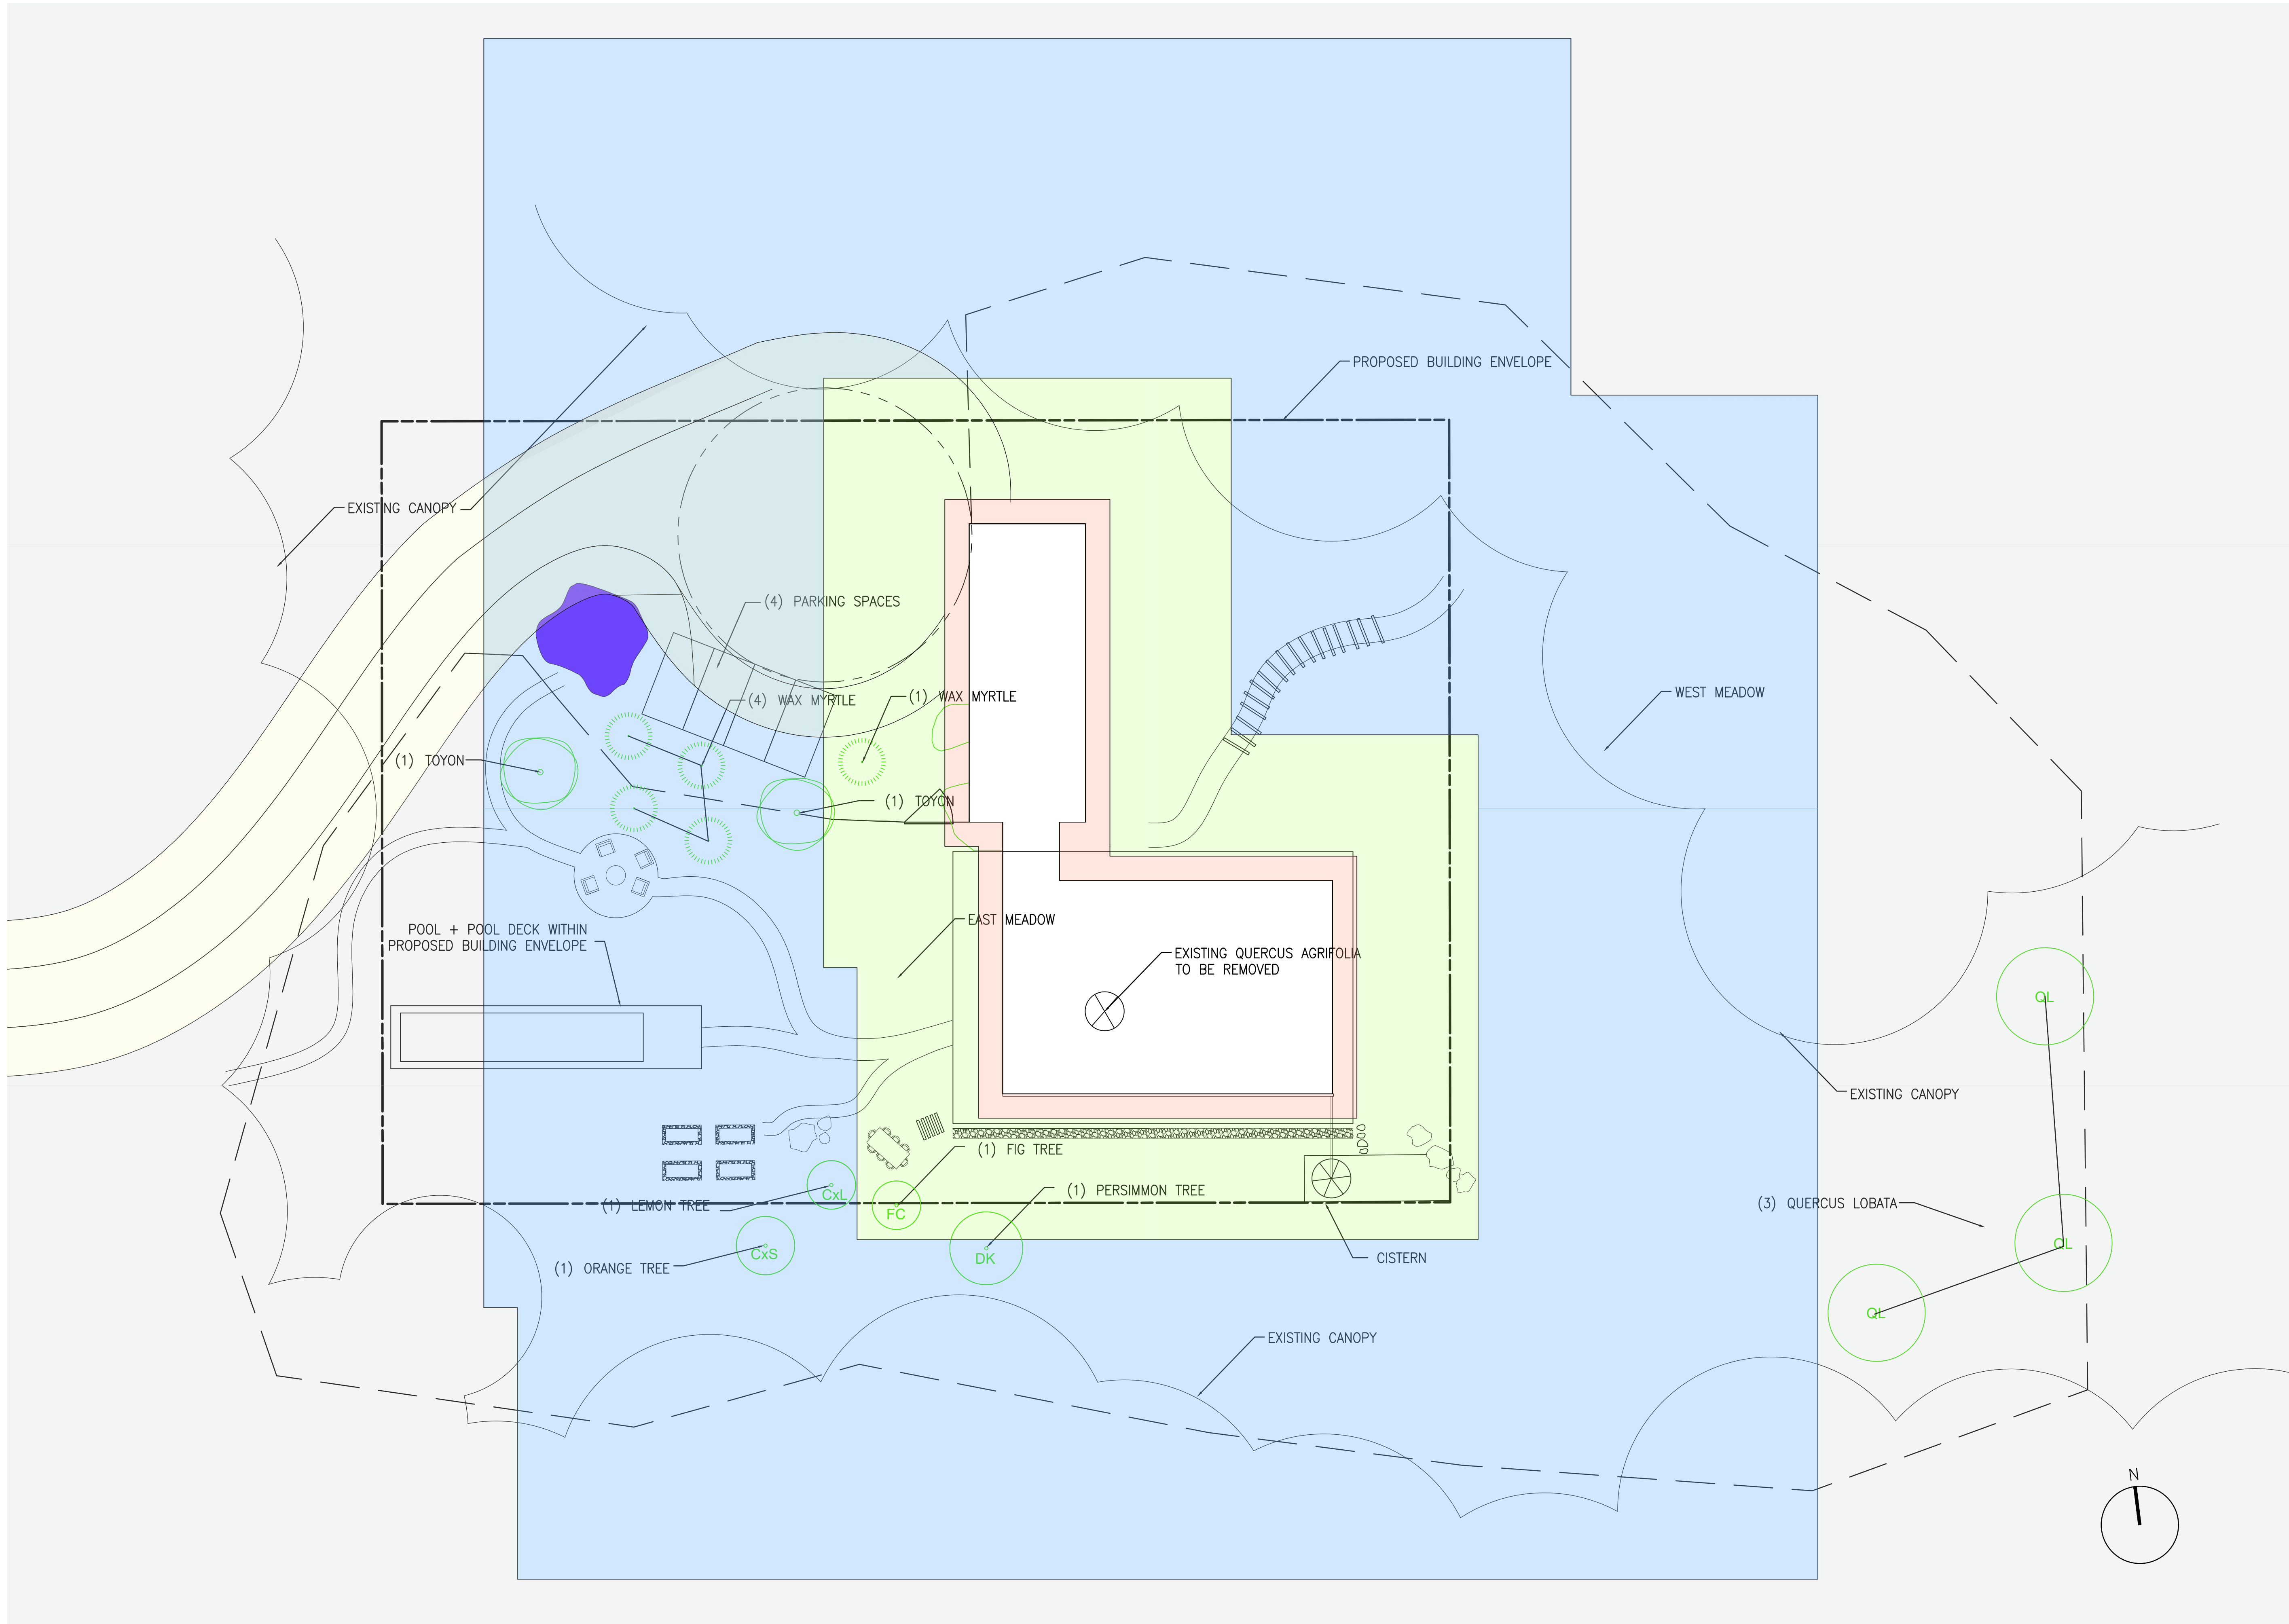 PROPOSED BUILDING ENVELOPE
EXISTING CANOPY
(4) PARKING SPACES
(4) WAX MYRTLE
(1) WAX MYRTLE
WEST MEADOW
(1) TOYON
(1) TOYON
EAST MEADOW
POOL + POOL DECK WITHIN
PROPOSED BUILDING ENVELOPE
EXISTING QUERCUS AGRIFOLIA
TO BE REMOVED
QL
EXISTING CANOPY
(1) FIG TREE
(1) PERSIMMON TREE
CxL
(1) LEMON TREE
FC
(3) QUERCUS LOBATA
QL
CxS
DK
(1) ORANGE TREE
CISTERN
QL
EXISTING CANOPY
N